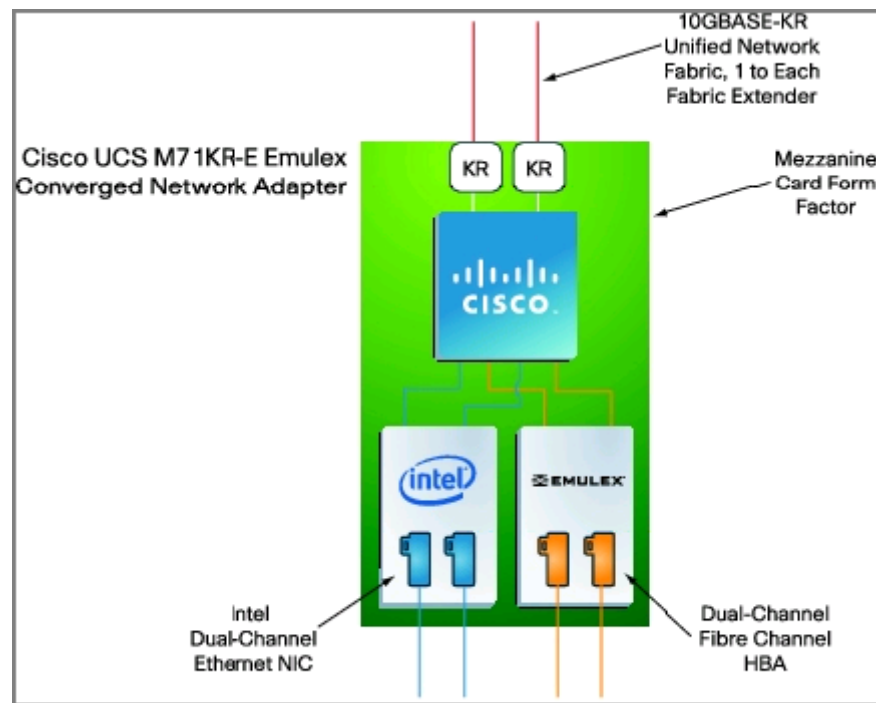 10GBASE-KR
Unified Network
Fabric, 1 to Each
Fabric Extender
Cisco UCS M71KR-E Emulex
Converged Network Adapter
KR
KR
Mezzanine
Card Form
Factor
CISCO.
intel
EMULEX
Intel
Dual-Channel
Ethernet NIC
Dual-Channel
Fibre Channel
HBA